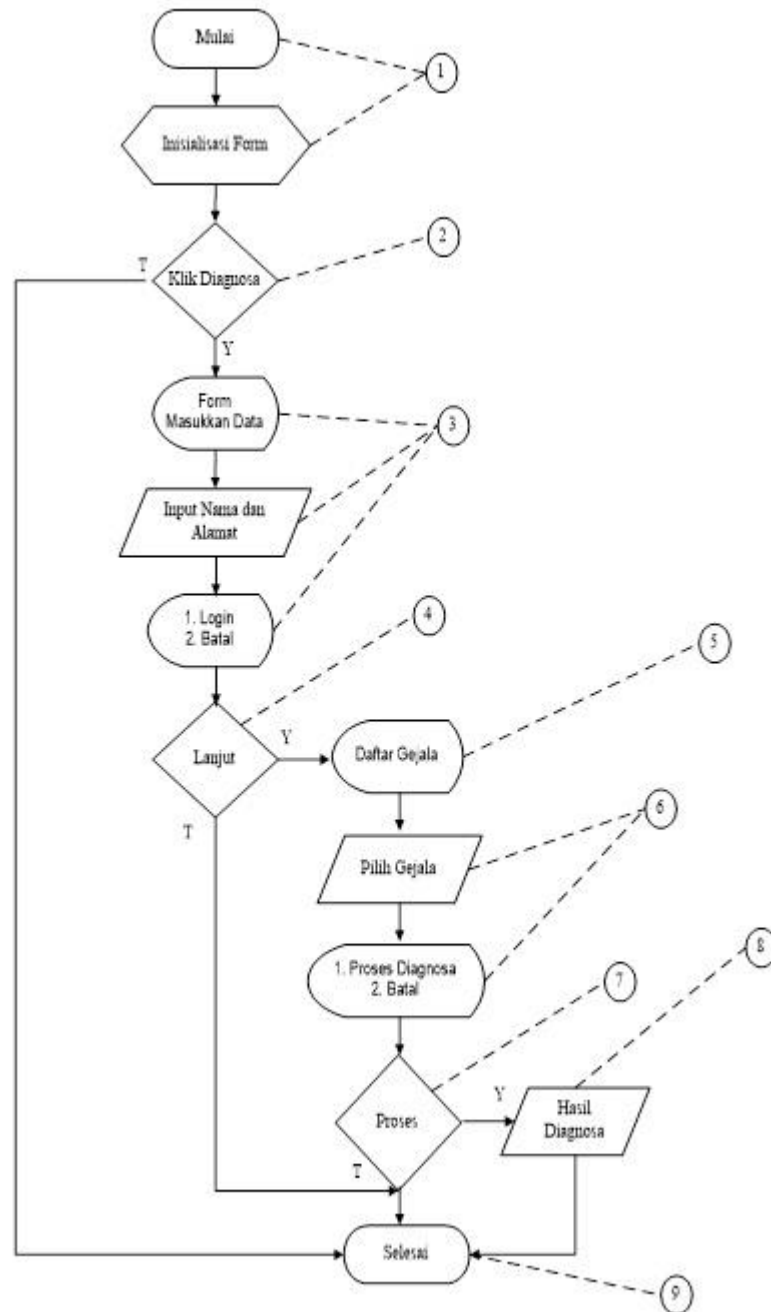 Mulai
1
Inisialisasi Form
2
T
Klik Diagnosa
Y
Form
Masukkan Data
3
Input Nama dan
Alamat
1. Login
2. Batal
4
5
Lanjut
Y
Daftar Gejala
T
6
Pilih Gejala
8
1. Proses Diagnosa
2. Batal
7
Y
Hasil
Diagnosa
Proses
T
Selesai
9